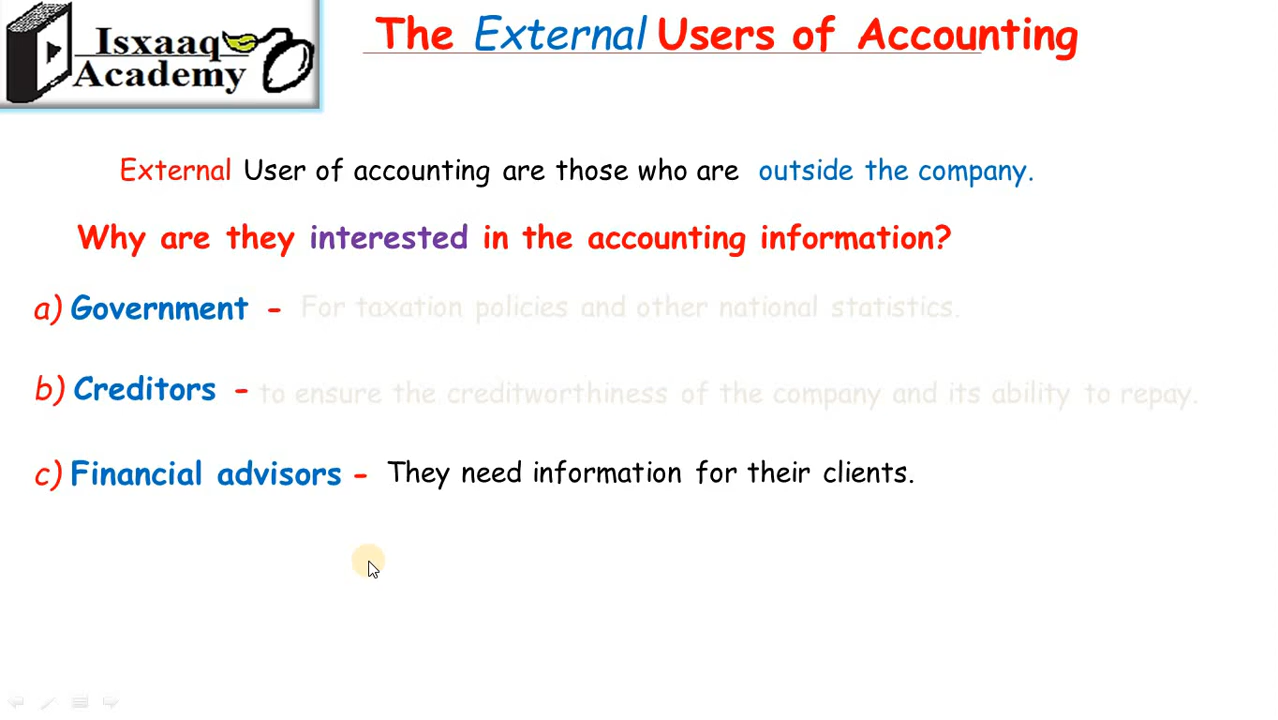 Isxaaq
Academy
The External Users of Accounting
External User of accounting are those who are outside the company.
Why are they interested in the accounting information?
a) Government - For taxation policies and other national statistics.
b) Creditors - to ensure the creditworthiness of the company and its ability to repay.
c) Financial advisors - They need information for their clients.